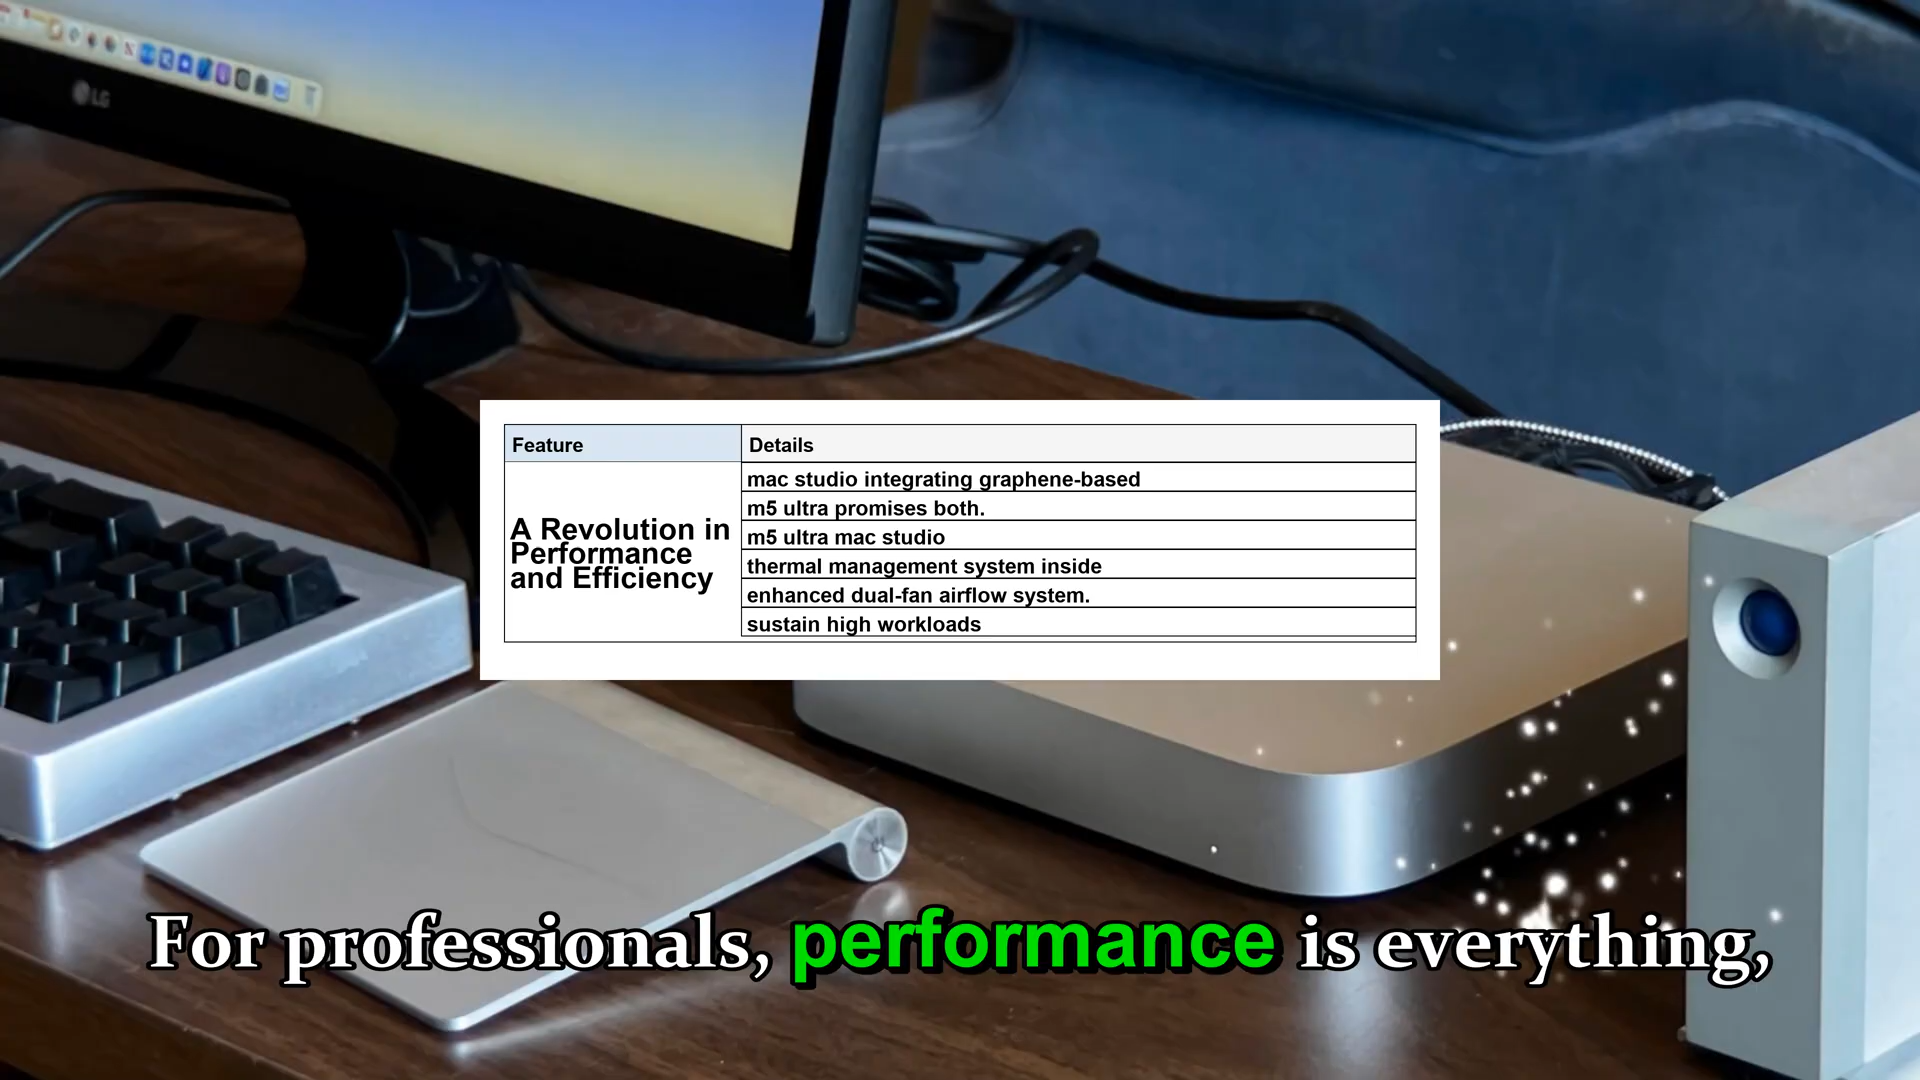 LG
Feature
Details
A Revolution in
Performance
and Efficiency
mac studio integrating graphene-based
m5 ultra promises both.
m5 ultra mac studio
thermal management system inside
enhanced dual-fan airflow system.
sustain high workloads
For professionals, performance is everything,